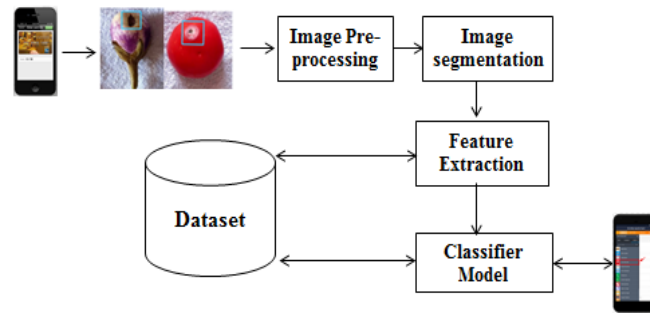 Image Pre-
processing
Image
segmentation
Feature
Extraction
Dataset
Classifier
Model